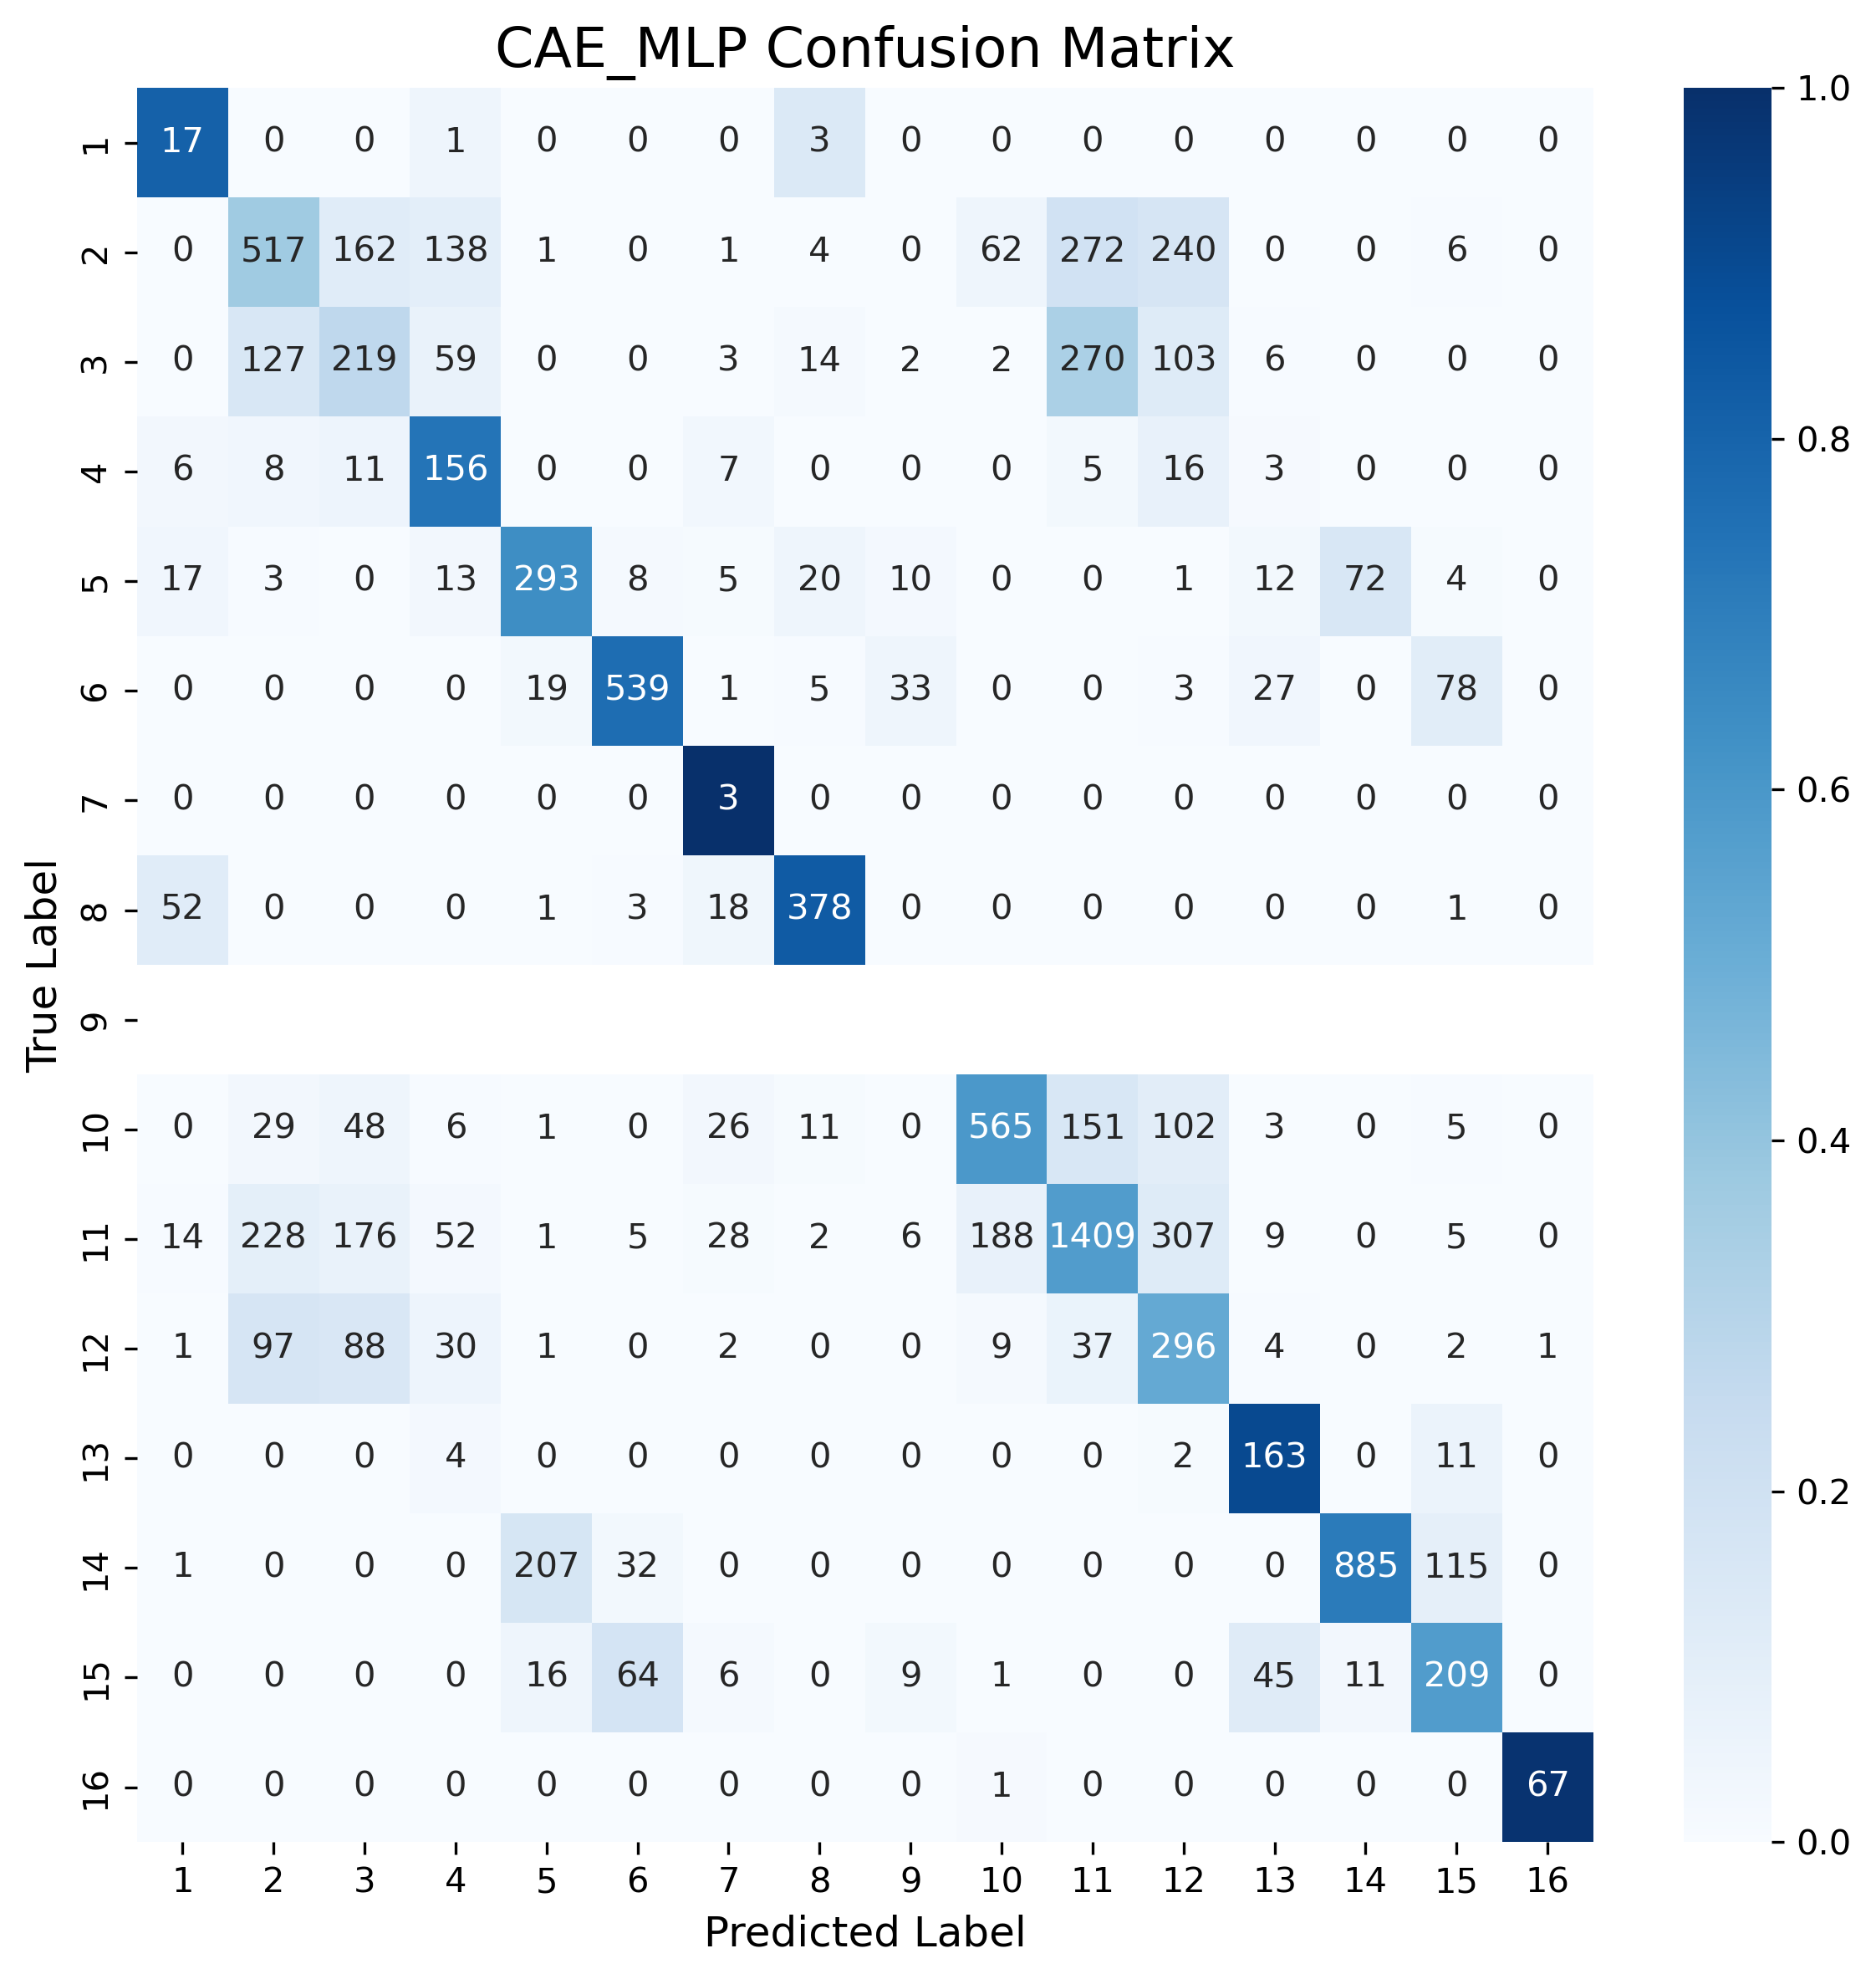 CAE_MLP Confusion Matrix
1 17 0 0 1 0 0 0 3 0 0 0 0 0 0 0 0
2 0 517 162 138 1 0 1 4 0 62 272 240 0 0 6 0
3 0 127 219 59 0 0 3 14 2 2 270 103 6 0 0 0
4 6 8 11 156 0 0 7 0 0 0 5 16 3 0 0 0
5 17 3 0 13 293 8 5 20 10 0 0 1 12 72 4 0
6 0 0 0 0 19 539 1 5 33 0 0 3 27 0 78 0
7 0 0 0 0 0 0 3 0 0 0 0 0 0 0 0 0
8 52 0 0 0 1 3 18 378 0 0 0 0 0 0 1 0
9
10 0 29 48 6 1 0 26 11 0 565 151 102 3 0 5 0
11 14 228 176 52 1 5 28 2 6 188 1409 307 9 0 5 0
12 1 97 88 30 1 0 2 0 0 9 37 296 4 0 2 1
13 0 0 0 4 0 0 0 0 0 0 0 2 163 0 11 0
14 1 0 0 0 207 32 0 0 0 0 0 0 0 885 115 0
15 0 0 0 0 16 64 6 0 9 1 0 0 45 11 209 0
16 0 0 0 0 0 0 0 0 0 1 0 0 0 0 0 67
1 2 3 4 5 6 7 8 9 10 11 12 13 14 15 16
Predicted Label
True Label
1.0
0.8
0.6
0.4
0.2
0.0